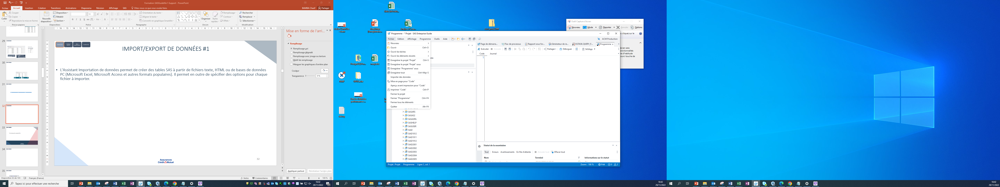 Formation-SASGuideNiv1-Support - PowerPoint
Fichier Accueil Insertion Création Transitions Animations Diaporama Révision Affichage SAS Dites-nous ce que vous voulez faire. BAMBA Charif Partager
Coller
Couper
Copier
Reproduire la mise en forme
Presse-papiers
Nouvelle diapositive
Disposition
Rétablir
Section
Diapositives
18
Police
Orientation du texte
Aligner le texte
Convertir en graphique SmartArt
Paragraphe
Organiser
Styles rapides
Remplissage
Contour
Effets
Dessin
Rechercher
Remplacer
Sélectionner
Modification
29
30
31
32
33
34
35
IMPORT/EXPORT DE DONNÉES #1
• L'Assistant Importation de données permet de créer des tables SAS à partir de fichiers texte, HTML ou de bases de données
PC (Microsoft Excel, Microsoft Access et autres formats populaires). Il permet en outre de spécifier des options pour chaque
fichier à importer.
Assurances
Crédit Mutuel
32
Mise en forme de l'arri...
Remplissage
Remplissage uni
Remplissage dégradé
Remplissage avec image ou texture
Motif de remplissage
Masquer les graphiques d'arrière-plan
Couleur
Transparence 0 %
Appliquer partout Réinitialiser l'arrière-plan
Diapositive 32 de 103 Français (France) Notes Commentaires 100 %
Tapez ici pour effectuer une recherche
16:42
29/11/2022
Outil Capture d'écran
Nouveau Mode Reporter Annuler Options
Programme - * Projet - SAS Enterprise Guide
Fichier Edition Affichage Programme Outils Aide ACM Production
Nouveau
Ouvrir Ctrl+O
Ouvrir les tâches
Ouvrir les éléments récents
Enregistrer le projet "Projet" Ctrl+S
Enregistrer le projet "Projet" sous
Enregistrer "Programme" sous
Enregistrer tout Ctrl+Maj+S
Importer des données
Mise en page pour "Code"
Aperçu avant impression pour "Code"
Imprimer "Code" Ctrl+P
Fermer le projet
Fermer "Programme" Ctrl+F4
Fermer tous les éléments
Quitter Alt+F4
SASARS
SASAS2
SASASPA
SASHELP
SASUSER
SIAD
SIAD1812
SIAD1911
SIAD1912
SIAD2001
SIAD2002
SIAD2003
SIAD2004
SIAD2005
Page de démarra... Flux de processus Rapport sous for... Générateur de re... EGTASK.QUERY_F... Programme
Exécuter Annuler Partager Déboguer SASApp
Code Journal
1
Statut de la soumission
Tout Erreurs Avertissements En file d'attente Annuler tout Effacer tout
Nom Terminé Informations sur le statut
Projet : Projet Programme Ligne 1, col. 1 Zoom : 100 % Prêt 0 2
16:42
29/11/2022
16:42
29/11/2022